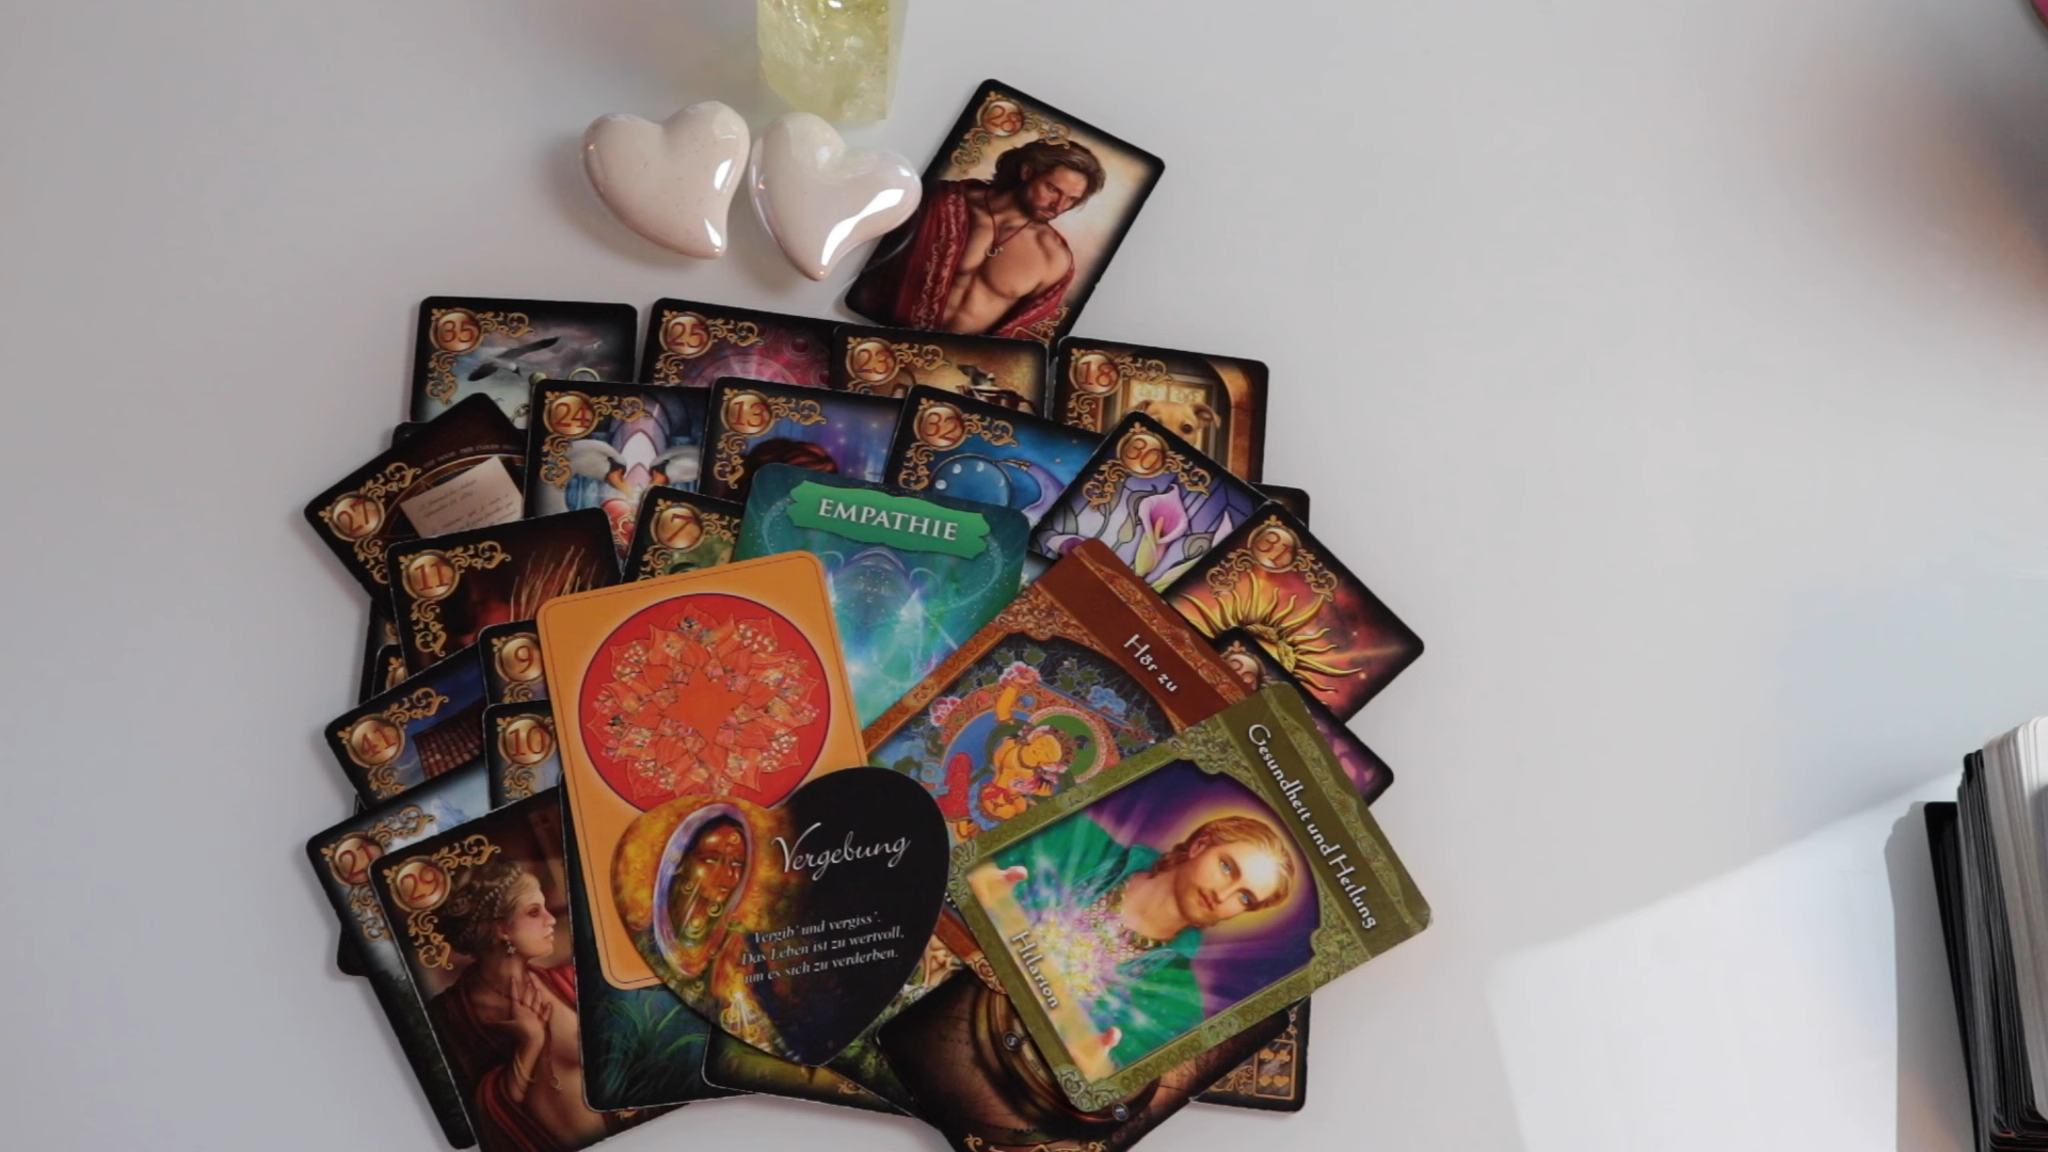 28
35
25
23
18
24
13
32
30
27
7
EMPATHIE
31
11
Hör zu
9
41
10
Gesundheit und Heilung
21
29
Vergebung
Vergib' und vergiss'.
Das Leben ist zu wertvoll,
um es sich zu verderben.
Hilarion